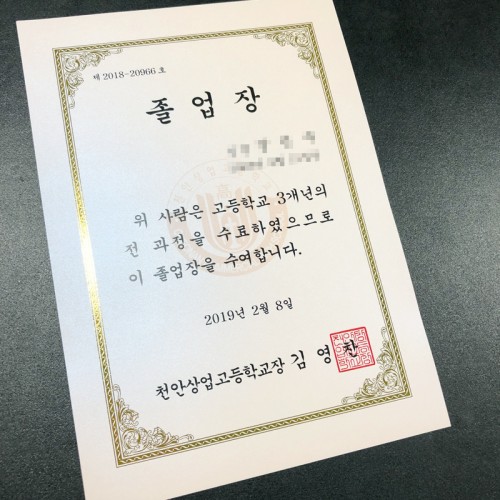 제 2018-20966 호
졸 업 장
위 사람은 고등학교 3개년의
전 과정을 수료하였으므로
이 졸업장을 수여합니다.
2019년 2월 8일
천안상업고등학교장 김 영 찬